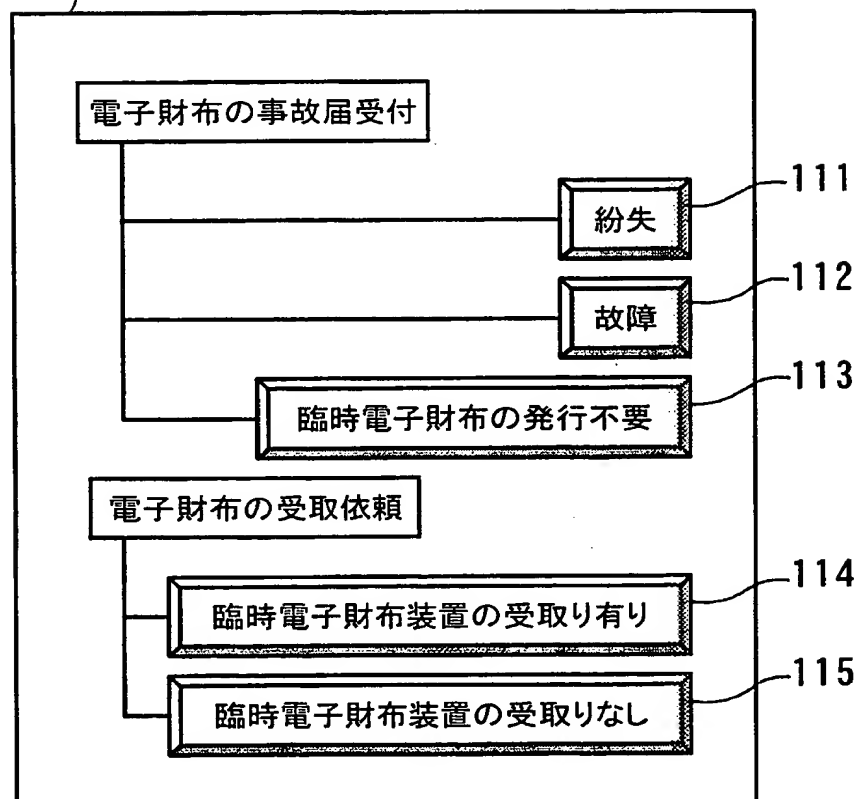 電子財布の事故届受付
紛失
111
故障
112
臨時電子財布の発行不要
113
電子財布の受取依頼
臨時電子財布装置の受取り有り
114
臨時電子財布装置の受取りなし
115